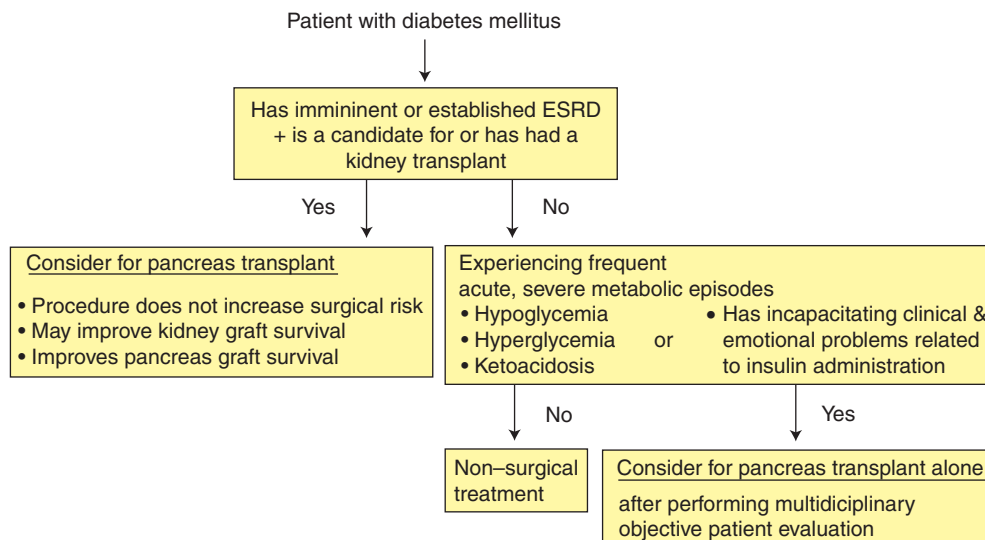 Patient with diabetes mellitus
Has immininent or established ESRD
+ is a candidate for or has had a
kidney transplant
Yes
No
Consider for pancreas transplant
• Procedure does not increase surgical risk
• May improve kidney graft survival
• Improves pancreas graft survival
Experiencing frequent
acute, severe metabolic episodes
• Hypoglycemia
• Hyperglycemia
• Ketoacidosis
or
• Has incapacitating clinical &
emotional problems related
to insulin administration
No
Yes
Non–surgical
treatment
Consider for pancreas transplant alone
after performing multidiciplinary
objective patient evaluation